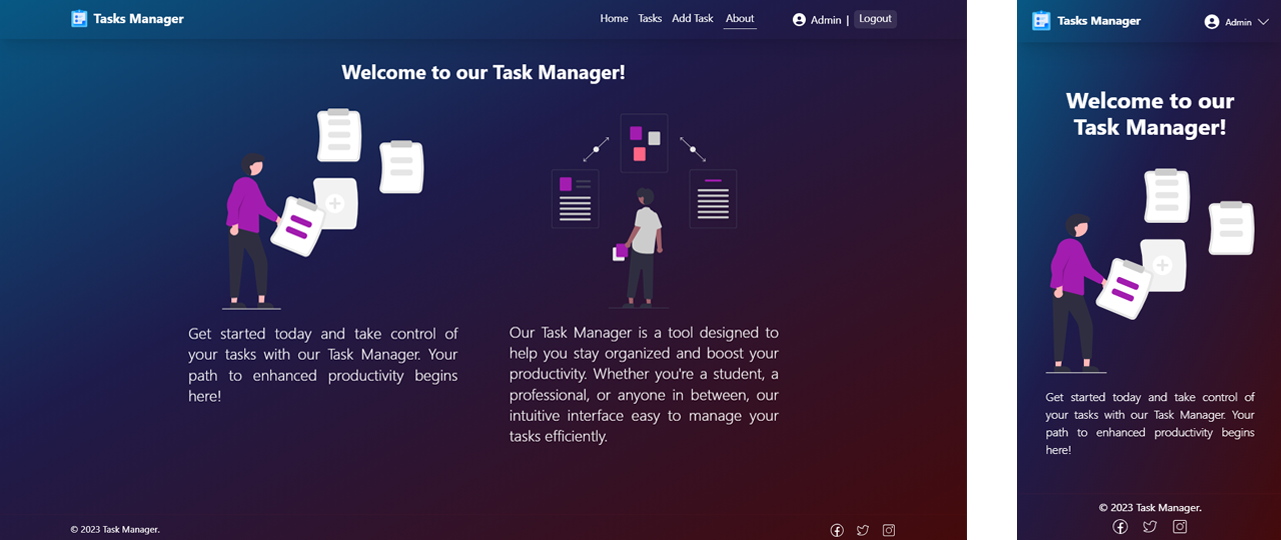 Tasks Manager
Home Tasks Add Task About
Admin | Logout
Welcome to our Task Manager!
Get started today and take control of
your tasks with our Task Manager. Your
path to enhanced productivity begins
here!
Our Task Manager is a tool designed to
help you stay organized and boost your
productivity. Whether you're a student, a
professional, or anyone in between, our
intuitive interface easy to manage your
tasks efficiently.
© 2023 Task Manager.
Tasks Manager
Admin
Welcome to our
Task Manager!
Get started today and take control of
your tasks with our Task Manager. Your
path to enhanced productivity begins
here!
© 2023 Task Manager.